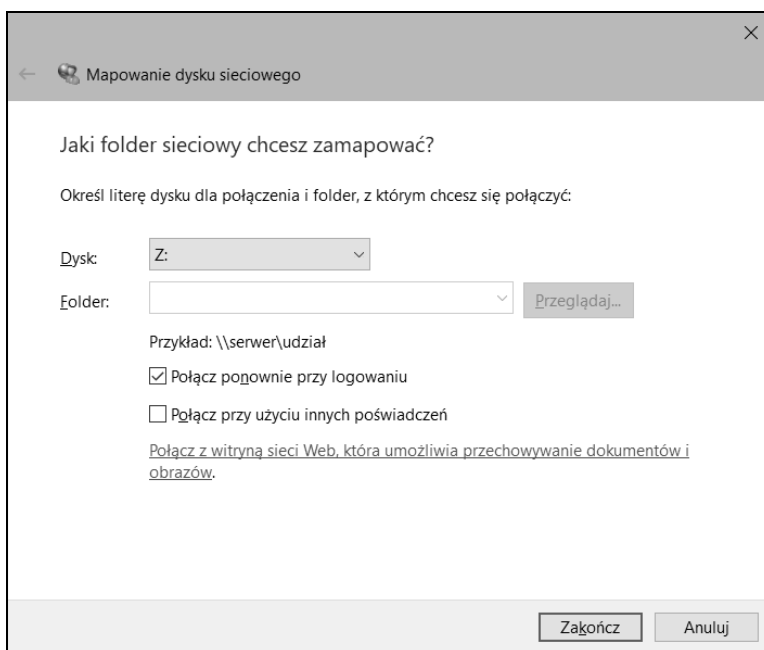 Mapowanie dysku sieciowego
Jaki folder sieciowy chcesz zamapować?
Określ literę dysku dla połączenia i folder, z którym chcesz się połączyć:
Dysk: Z:
Folder: Przeglądaj...
Przykład: \\serwer\udział
Połącz ponownie przy logowaniu
Połącz przy użyciu innych poświadczeń
Połącz z witryną sieci Web, która umożliwia przechowywanie dokumentów i
obrazów.
Zakończ Anuluj